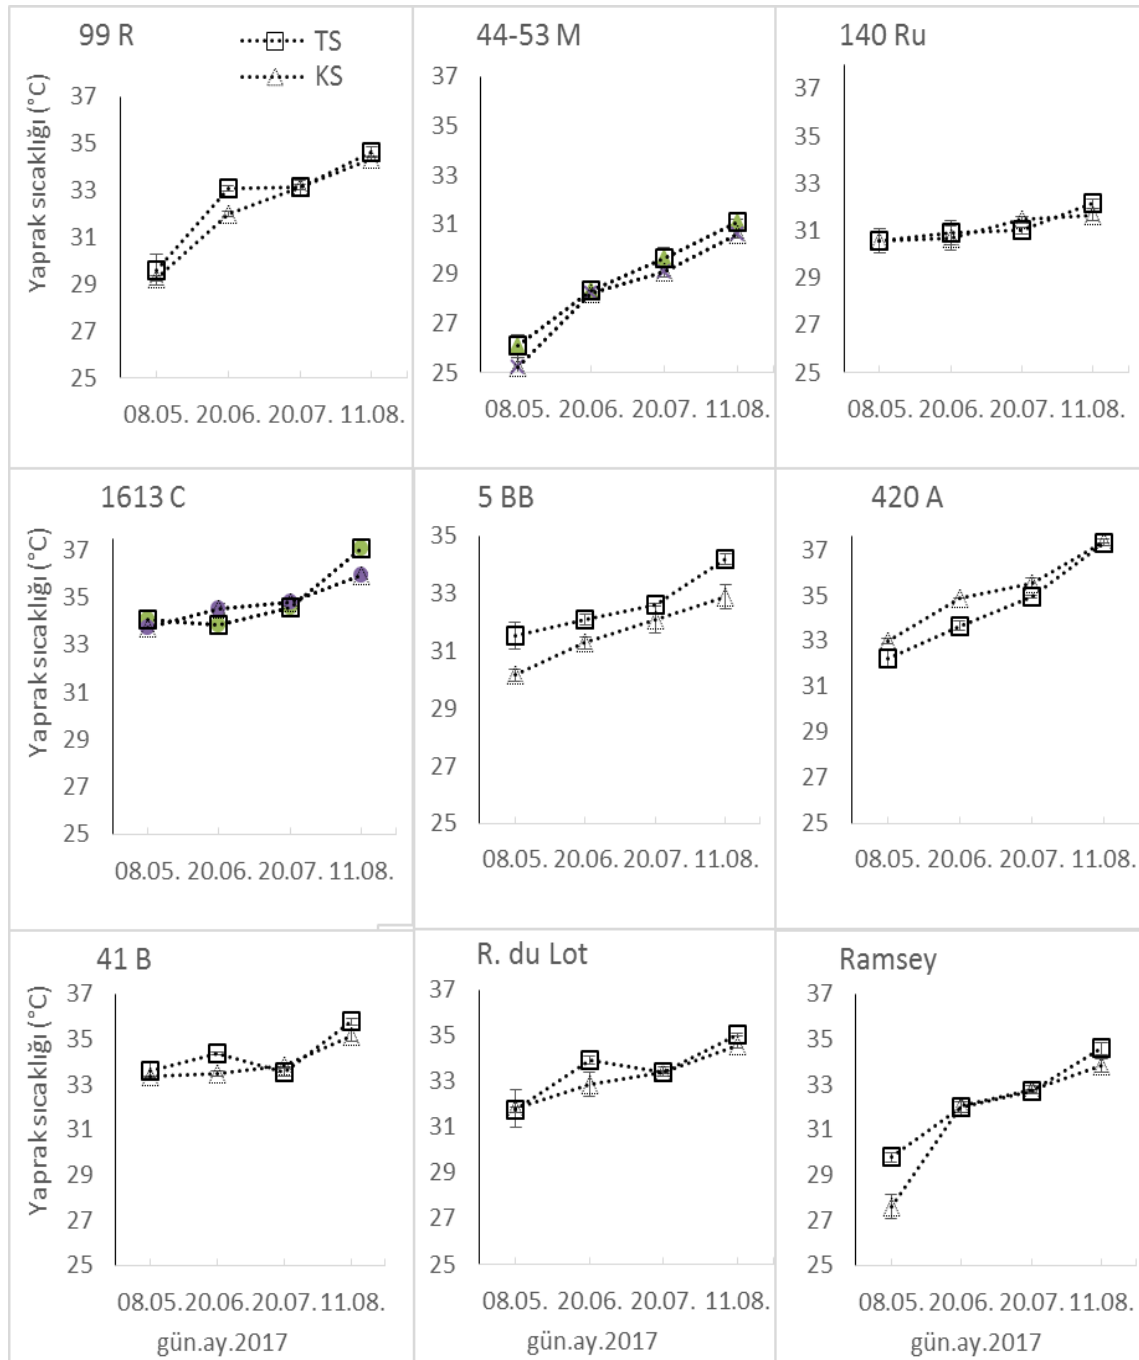 99 R
TS
KS
Yaprak sıcaklığı (°C)
37
35
33
31
29
27
25
08.05. 20.06. 20.07. 11.08.
44-53 M
37
35
33
31
29
27
25
08.05. 20.06. 20.07. 11.08.
140 Ru
37
35
33
31
29
27
25
08.05. 20.06. 20.07. 11.08.
1613 C
Yaprak sıcaklığı (°C)
37
35
33
31
29
27
25
08.05. 20.06. 20.07. 11.08.
5 BB
35
33
31
29
27
25
08.05. 20.06. 20.07. 11.08.
420 A
37
35
33
31
29
27
25
08.05. 20.06. 20.07. 11.08.
41 B
Yaprak sıcaklığı (°C)
37
35
33
31
29
27
25
08.05. 20.06. 20.07. 11.08.
gün.ay.2017
R. du Lot
37
35
33
31
29
27
25
08.05. 20.06. 20.07. 11.08.
gün.ay.2017
Ramsey
37
35
33
31
29
27
25
08.05. 20.06. 20.07. 11.08.
gün.ay.2017